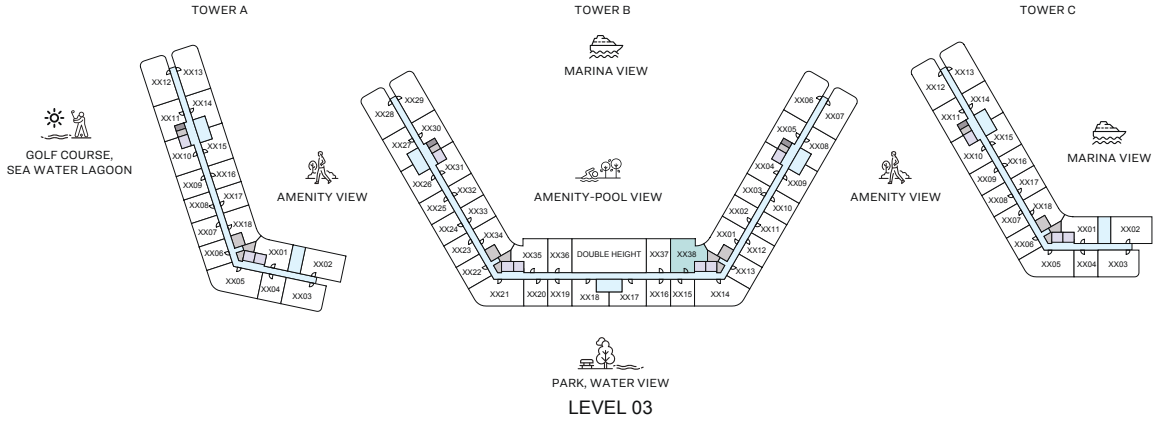 TOWER A
TOWER B
TOWER C
MARINA VIEW
GOLF COURSE,
SEA WATER LAGOON
AMENITY VIEW
AMENITY-POOL VIEW
AMENITY VIEW
MARINA VIEW
XX13
XX12
XX14
XX11
XX15
XX10
XX16
XX09
XX17
XX08
XX18
XX07
XX06
XX01
XX02
XX05
XX04
XX03
XX29
XX28
XX30
XX27
XX31
XX26
XX32
XX25
XX33
XX24
XX34
XX23
XX22
XX35
XX36
DOUBLE HEIGHT
XX37
XX38
XX21
XX20
XX19
XX18
XX17
XX16
XX15
XX14
XX06
XX07
XX05
XX08
XX04
XX09
XX03
XX10
XX02
XX11
XX01
XX12
XX13
XX13
XX12
XX14
XX11
XX15
XX10
XX16
XX09
XX17
XX08
XX18
XX07
XX01
XX02
XX06
XX05
XX04
XX03
PARK, WATER VIEW
LEVEL 03